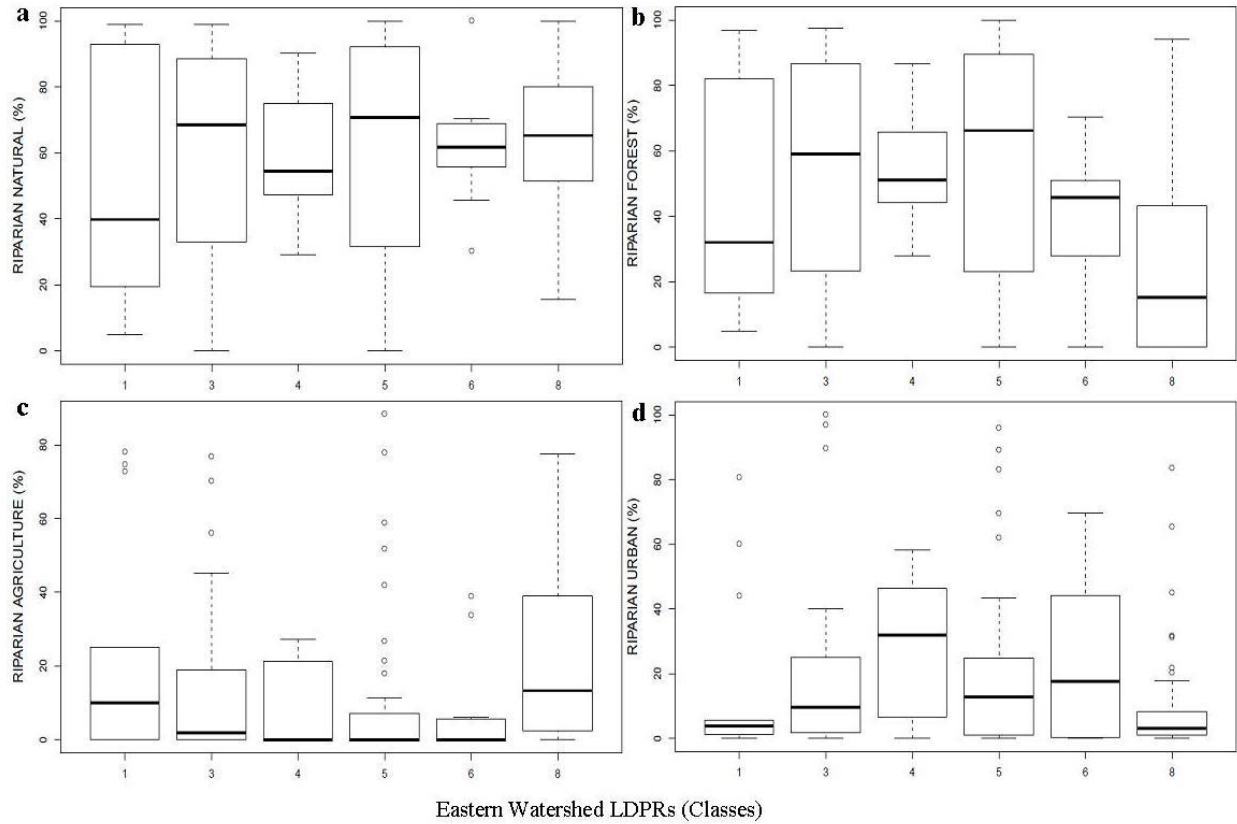 a
RIPARIAN NATURAL (%)
0 20 40 60 80 100
1 3 4 5 6 8
b
RIPARIAN FOREST (%)
0 20 40 60 80 100
1 3 4 5 6 8
c
RIPARIAN AGRICULTURE (%)
0 20 40 60 80
1 3 4 5 6 8
d
RIPARIAN URBAN (%)
0 20 40 60 80 100
1 3 4 5 6 8
Eastern Watershed LDPRs (Classes)